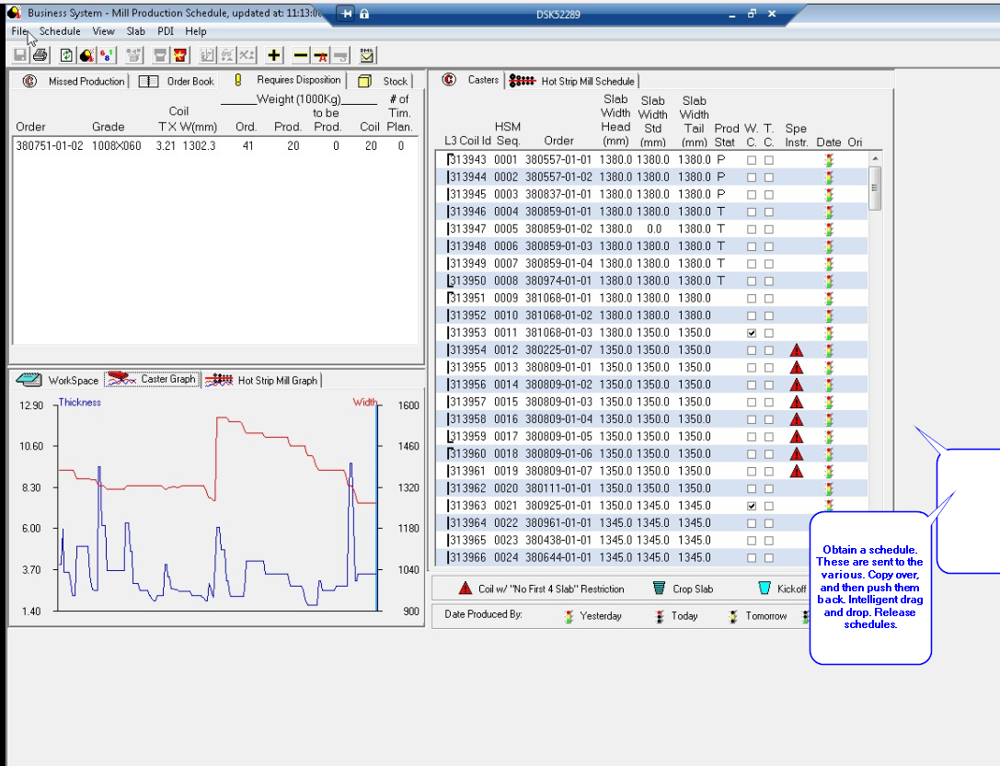 Business System - Mill Production Schedule, updated at: 11:13:0
DSK52289
File Schedule View Slab PDI Help
Missed Production Order Book Requires Disposition Stock
Weight (1000Kg) # of
Coil to be Tim.
Order Grade T X W(mm) Ord. Prod. Prod. Coil Plan.
380751-01-02 1008X060 3.21 1302.3 41 20 0 20 0
WorkSpace Caster Graph Hot Strip Mill Graph
Thickness Width
12.90 1600
10.60 1460
8.30 1320
6.00 1180
3.70 1040
1.40 900
Casters Hot Strip Mill Schedule
Slab Slab Slab
Width Width Width
HSM Head Std Tail Prod W. T. Spe
L3 Coil Id Seq. Order (mm) (mm) (mm) Stat C. C. Instr. Date Ori
313943 0001 380557-01-01 1380.0 1380.0 1380.0 P
313944 0002 380557-01-02 1380.0 1380.0 1380.0 P
313945 0003 380837-01-01 1380.0 1380.0 1380.0 P
313946 0004 380859-01-01 1380.0 1380.0 1380.0 T
313947 0005 380859-01-02 1380.0 0.0 1380.0 T
313948 0006 380859-01-03 1380.0 1380.0 1380.0 T
313949 0007 380859-01-04 1380.0 1380.0 1380.0 T
313950 0008 380974-01-01 1380.0 1380.0 1380.0 T
313951 0009 381068-01-01 1380.0 1380.0 1380.0
313952 0010 381068-01-02 1380.0 1380.0 1380.0
313953 0011 381068-01-03 1380.0 1350.0 1350.0
313954 0012 380225-01-07 1350.0 1350.0 1350.0
313955 0013 380809-01-01 1350.0 1350.0 1350.0
313956 0014 380809-01-02 1350.0 1350.0 1350.0
313957 0015 380809-01-03 1350.0 1350.0 1350.0
313958 0016 380809-01-04 1350.0 1350.0 1350.0
313959 0017 380809-01-05 1350.0 1350.0 1350.0
313960 0018 380809-01-06 1350.0 1350.0 1350.0
313961 0019 380809-01-07 1350.0 1350.0 1350.0
313962 0020 380111-01-01 1350.0 1350.0 1350.0
313963 0021 380925-01-01 1350.0 1345.0 1345.0
313964 0022 380961-01-01 1345.0 1345.0 1345.0
313965 0023 380438-01-01 1345.0 1345.0 1345.0
313966 0024 380644-01-01 1345.0 1345.0 1345.0
Coil w/ "No First 4 Slab" Restriction Crop Slab Kickoff
Date Produced By: Yesterday Today Tomorrow
Obtain a schedule.
These are sent to the
various. Copy over,
and then push them
back. Intelligent drag
and drop. Release
schedules.